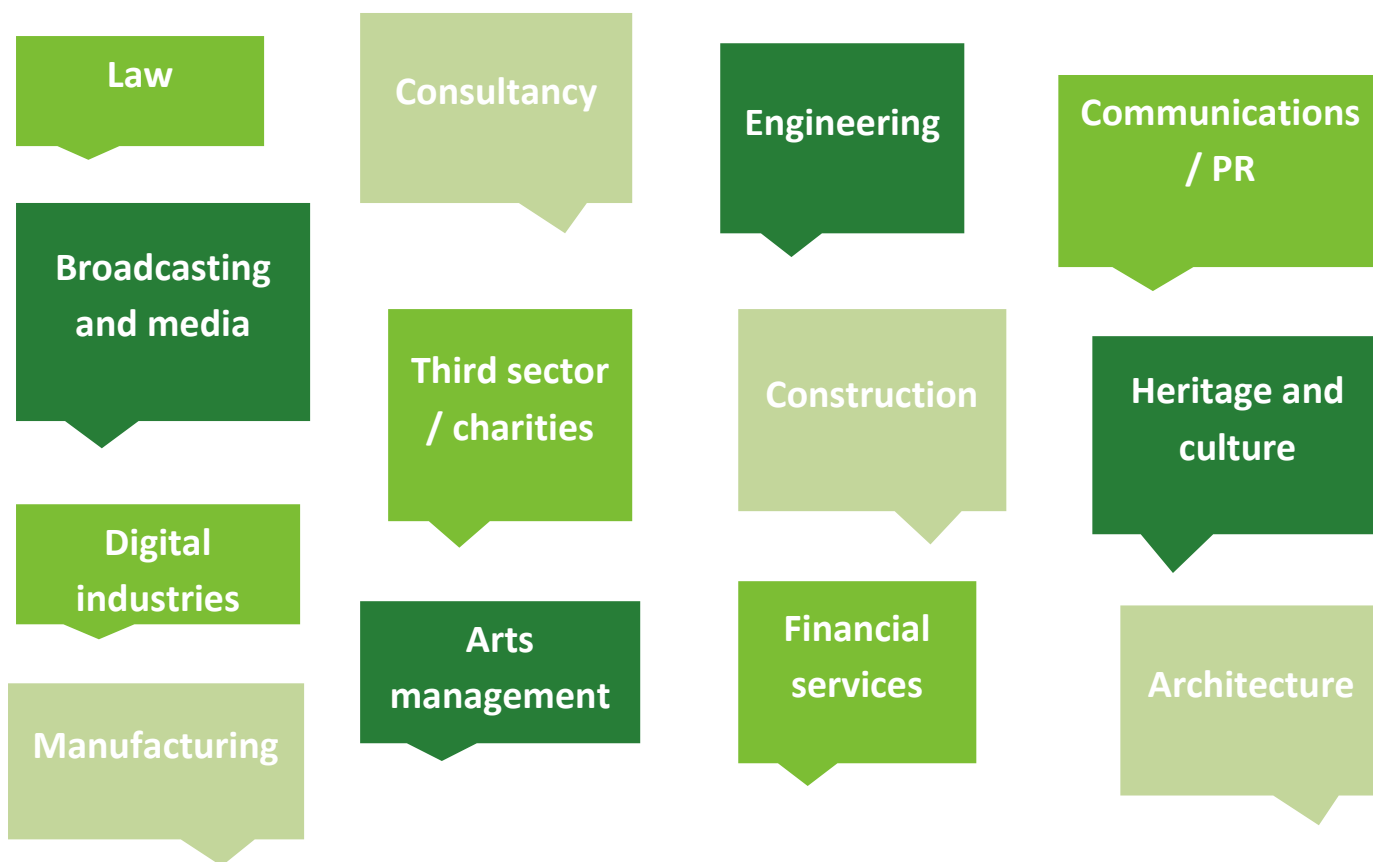 Law
Consultancy
Engineering
Communications
/ PR
Broadcasting
and media
Third sector
/ charities
Construction
Heritage and
culture
Digital
industries
Arts
management
Financial
services
Architecture
Manufacturing